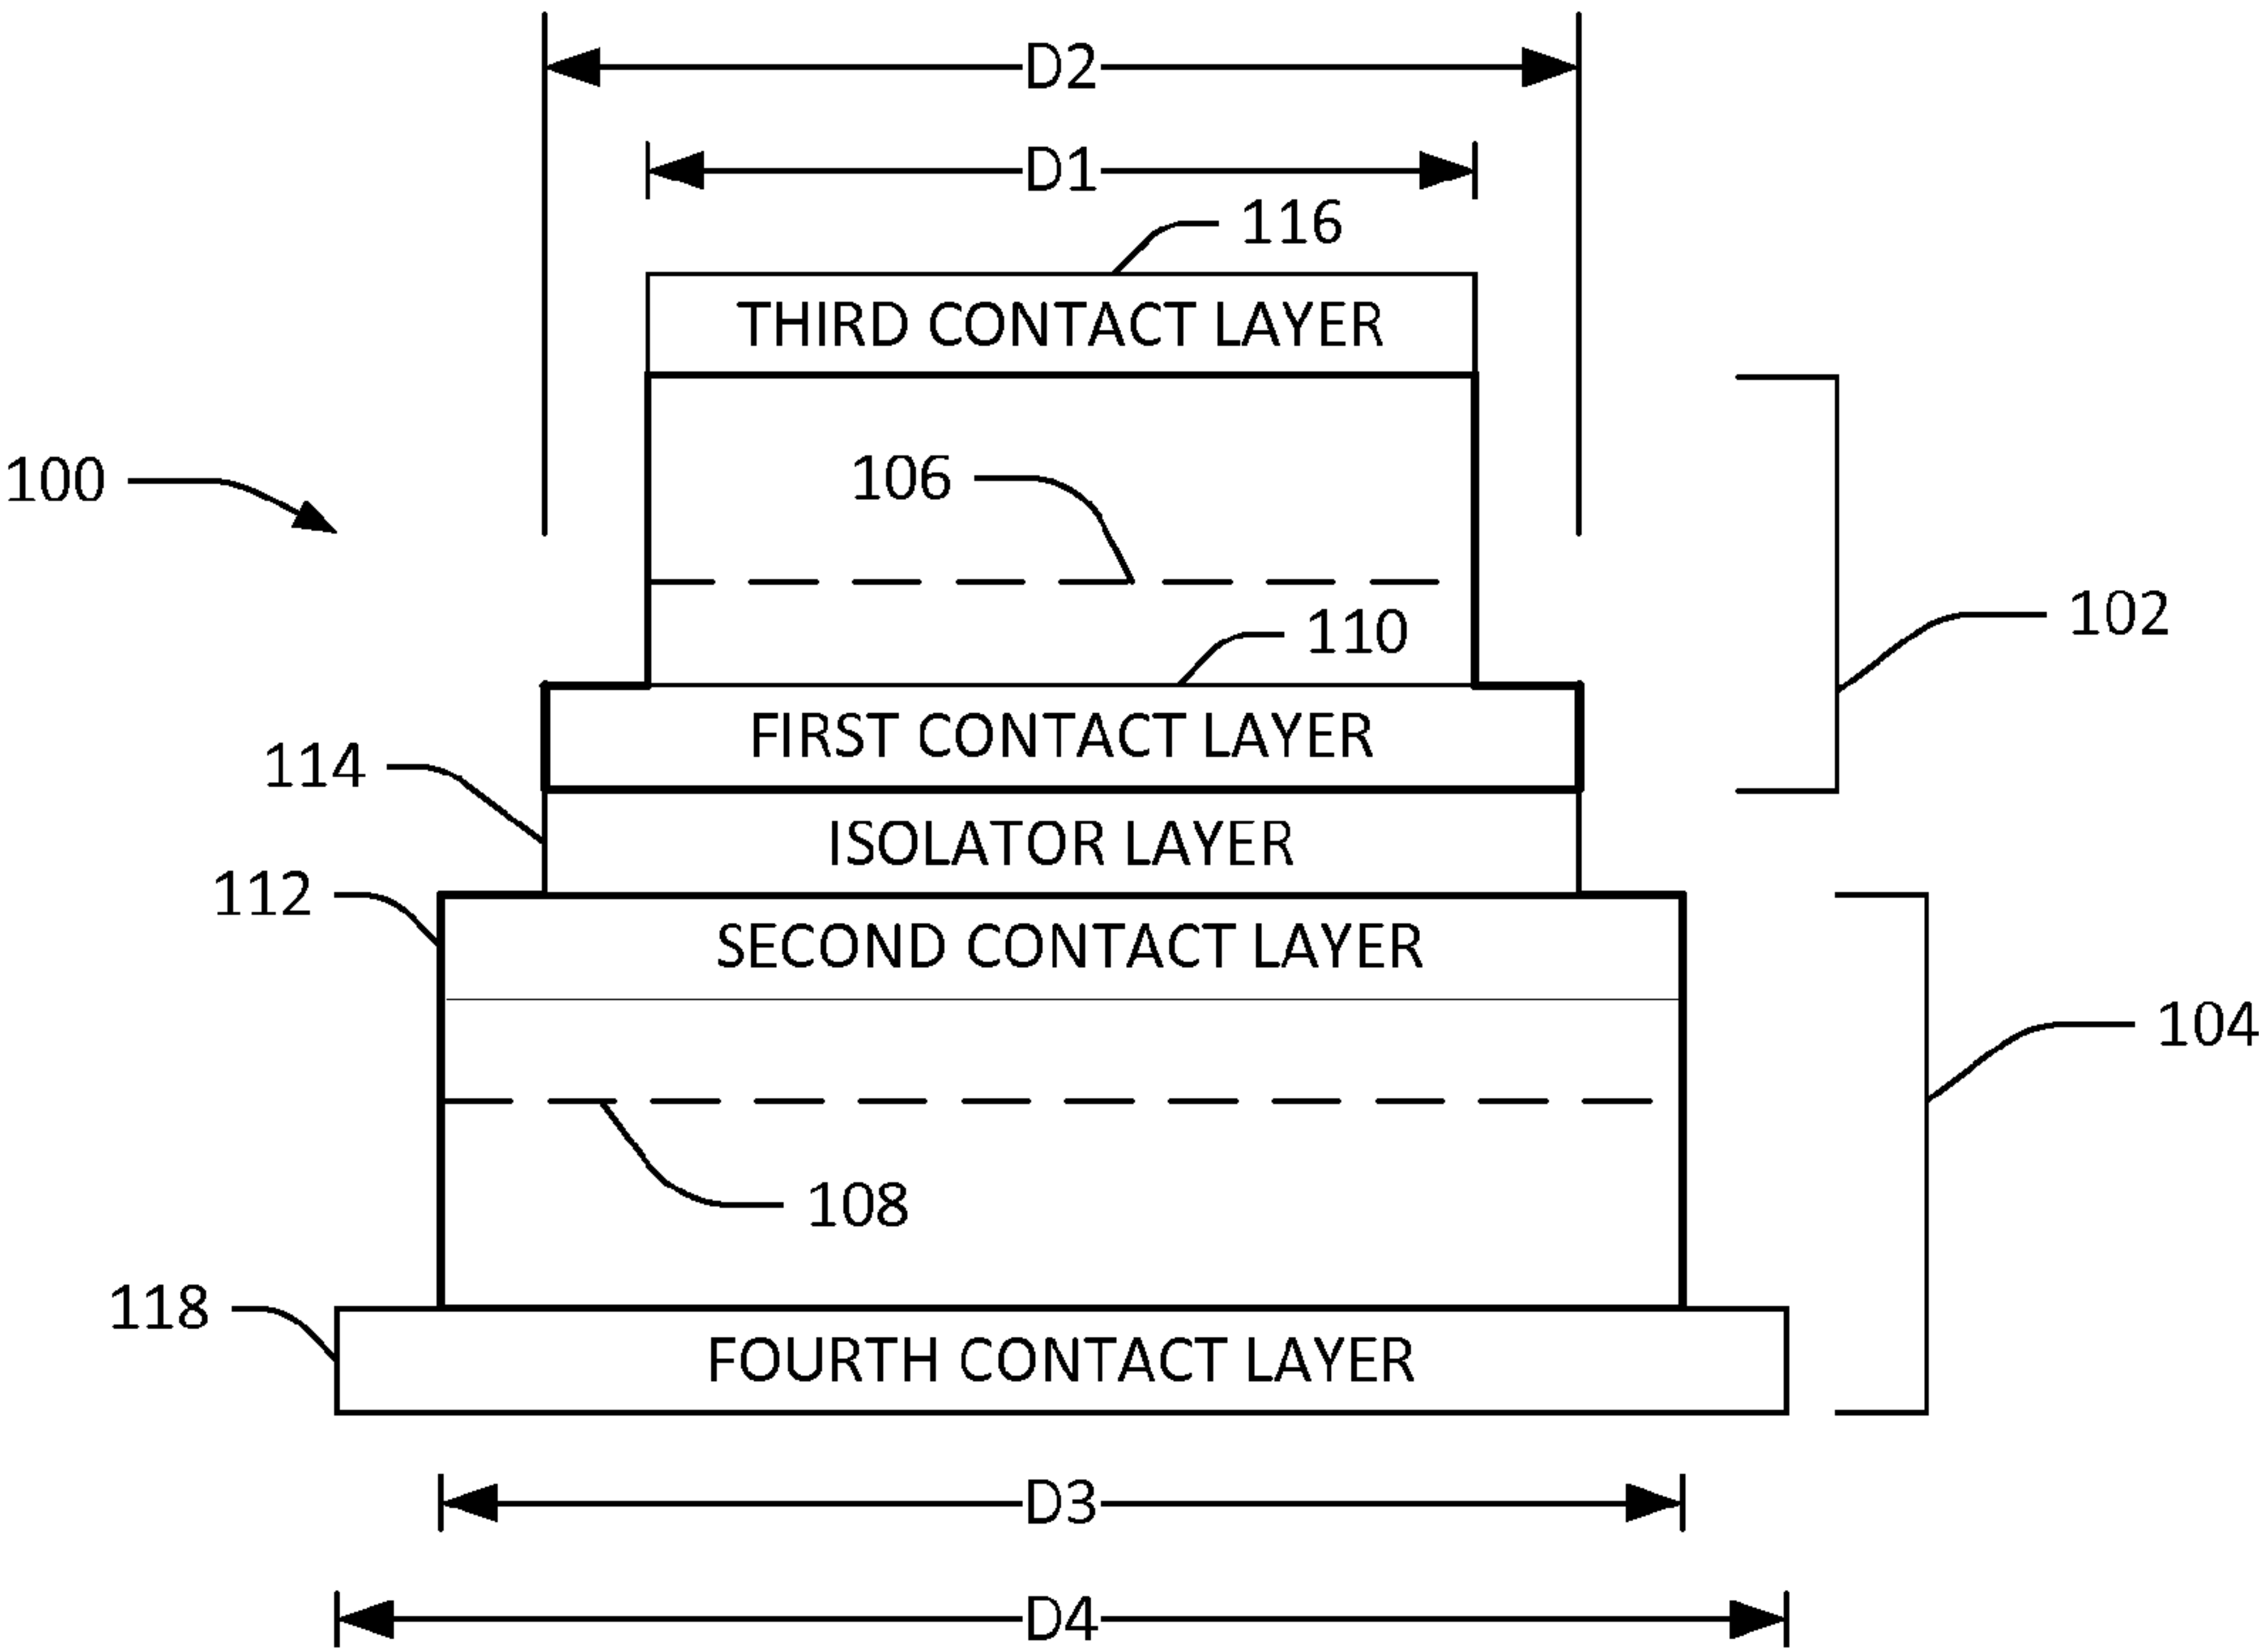 D2
D1
116
THIRD CONTACT LAYER
100
106
102
110
FIRST CONTACT LAYER
114
ISOLATOR LAYER
112
SECOND CONTACT LAYER
104
108
118
FOURTH CONTACT LAYER
D3
D4